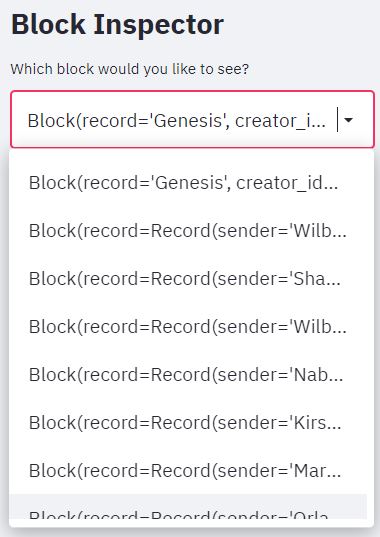 Block Inspector
Which block would you like to see?
Block(record='Genesis', creator_i...
Block(record='Genesis', creator_id...
Block(record=Record(sender='Wilb...
Block(record=Record(sender='Sha...
Block(record=Record(sender='Wilb...
Block(record=Record(sender='Nab...
Block(record=Record(sender='Kirs...
Block(record=Record(sender='Mar...
Block(record=Record(sender='Orla...